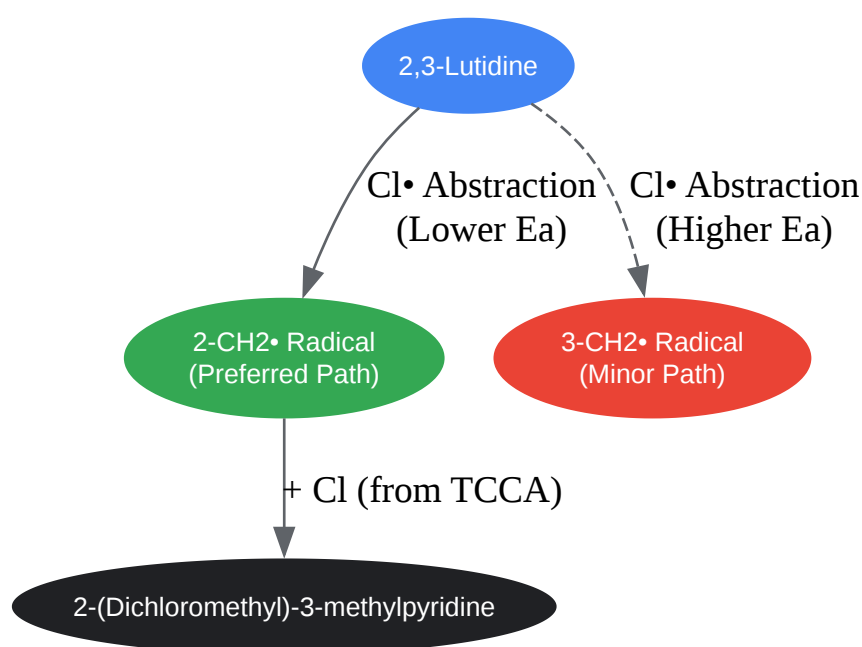 2,3-Lutidine
Cl• Abstraction
(Lower Ea)
Cl• Abstraction
(Higher Ea)
2-CH2• Radical
(Preferred Path)
3-CH2• Radical
(Minor Path)
+ Cl (from TCCA)
2-(Dichloromethyl)-3-methylpyridine